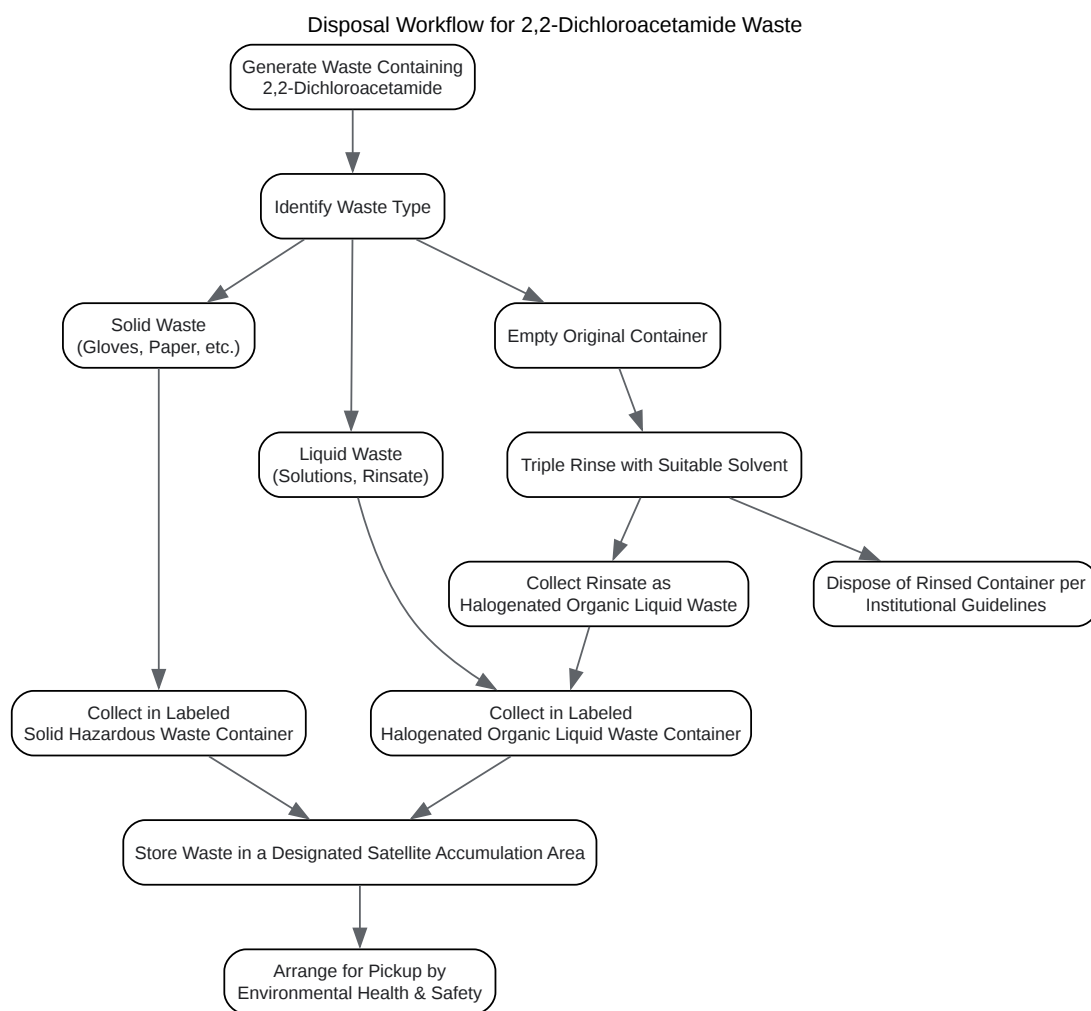 Disposal Workflow for 2,2-Dichloroacetamide Waste
Generate Waste Containing
2,2-Dichloroacetamide
Identify Waste Type
Solid Waste
(Gloves, Paper, etc.)
Empty Original Container
Liquid Waste
(Solutions, Rinsate)
Triple Rinse with Suitable Solvent
Collect Rinsate as
Halogenated Organic Liquid Waste
Dispose of Rinsed Container per
Institutional Guidelines
Collect in Labeled
Solid Hazardous Waste Container
Collect in Labeled
Halogenated Organic Liquid Waste Container
Store Waste in a Designated Satellite Accumulation Area
Arrange for Pickup by
Environmental Health & Safety